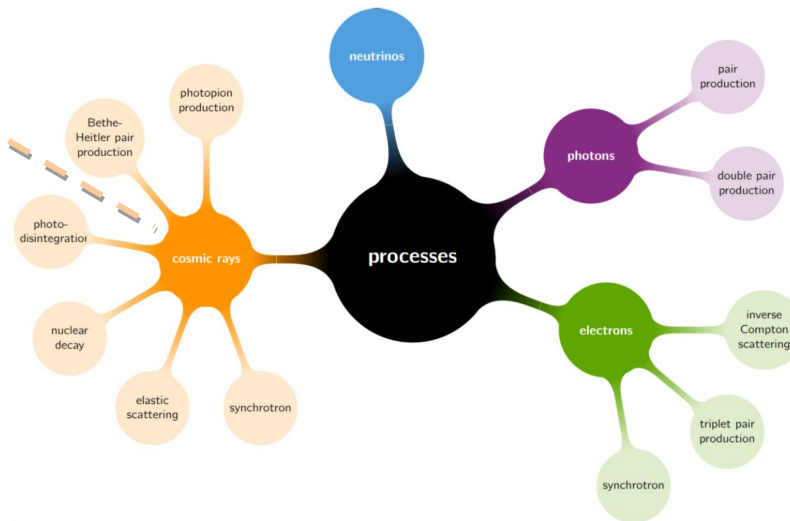 neutrinos
photopion
production
Bethe-
Heitler pair
production
photo-
disintegration
nuclear
decay
elastic
scattering
synchrotron
cosmic rays
processes
photons
pair
production
double pair
production
electrons
inverse
Compton
scattering
triplet pair
production
synchrotron